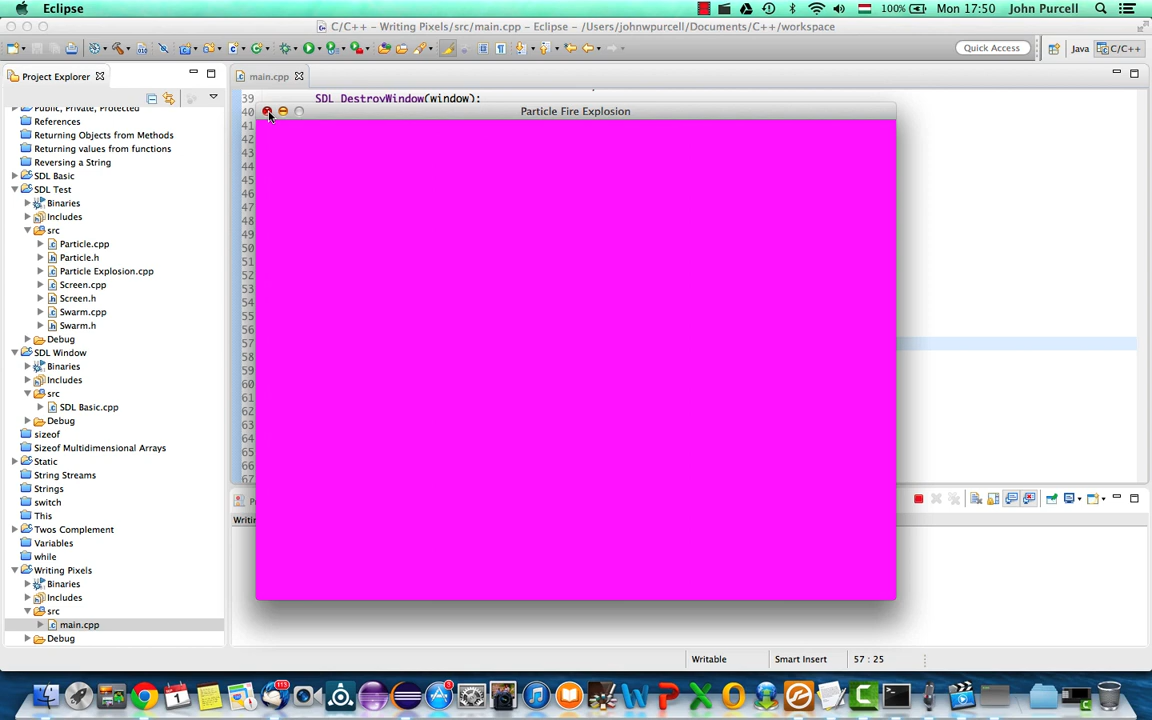 Eclipse
100%
Mon 17:50
John Purcell
C/C++ - Writing Pixels/src/main.cpp - Eclipse - /Users/johnwpurcell/Documents/C++/workspace
Quick Access
Java
C/C++
Project Explorer
main.cpp
Public, Private, Protected
References
Returning Objects from Methods
Returning values from functions
Reversing a String
SDL Basic
SDL Test
Binaries
Includes
src
Particle.cpp
Particle.h
Particle Explosion.cpp
Screen.cpp
Screen.h
Swarm.cpp
Swarm.h
Debug
SDL Window
Binaries
Includes
src
SDL Basic.cpp
Debug
sizeof
Sizeof Multidimensional Arrays
Static
String Streams
Strings
switch
This
Twos Complement
Variables
while
Writing Pixels
Binaries
Includes
src
main.cpp
Debug
39 SDL_DestroyWindow(window);
40
41
42
43
44
45
46
47
48
49
50
51
52
53
54
55
56
57
58
59
60
61
62
63
64
65
66
67
Particle Fire Explosion
Writable
Smart Insert
57 : 25